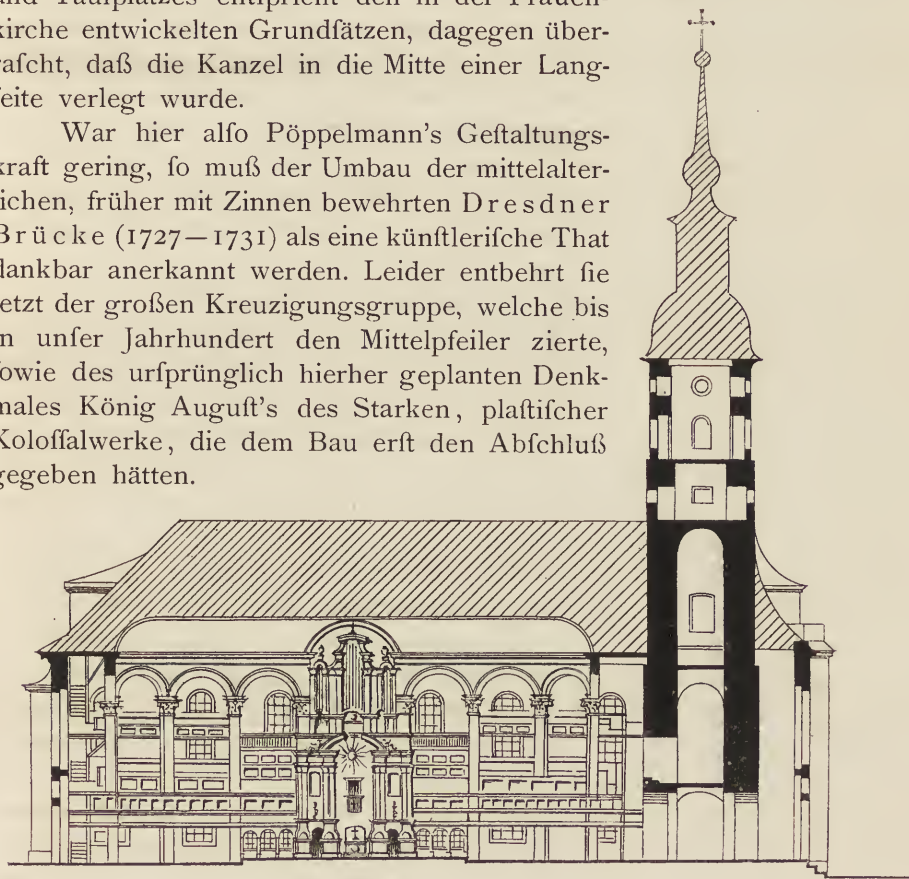 und Taufplatzes entſpricht den in der Frauen-
kirche entwickelten Grundſätzen, dagegen über-
raſcht, daß die Kanzel in die Mitte einer Lang-
ſeite verlegt wurde.
War hier alſo Pöppelmann's Geſtaltungs-
kraft gering, ſo muß der Umbau der mittelalter-
lichen, früher mit Zinnen bewehrten Dresdner
Brücke (1727—1731) als eine künſtleriſche That
dankbar anerkannt werden. Leider entbehrt ſie
jetzt der großen Kreuzigungsgruppe, welche bis
in unſer Jahrhundert den Mittelpfeiler zierte,
ſowie des urſprünglich hierher geplanten Denk-
males König Auguſt's des Starken, plaſtiſcher
Koloſſalwerke, die dem Bau erſt den Abſchluß
gegeben hätten.